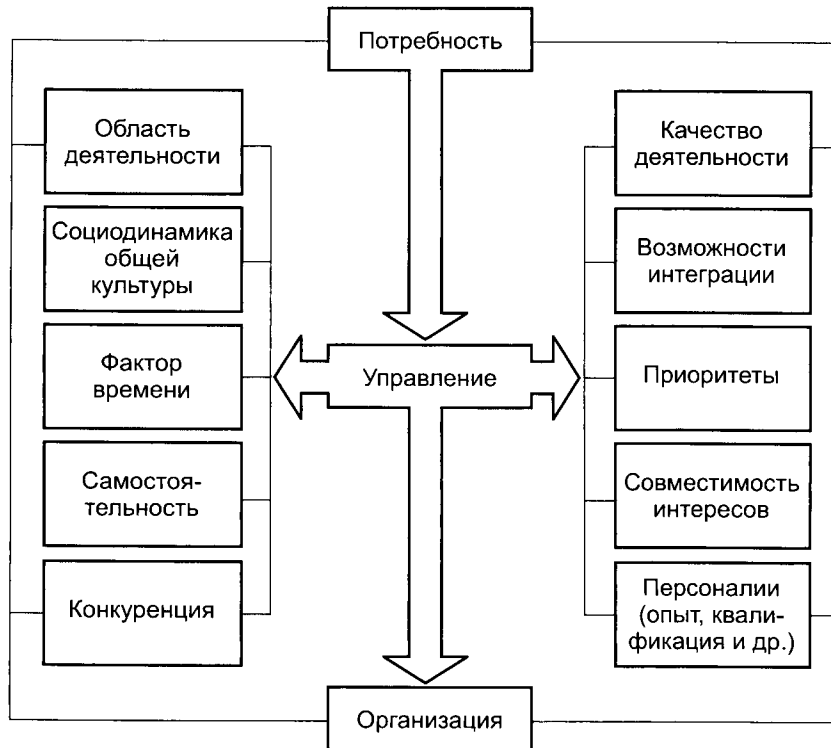 Потребность
Область
деятельности
Социодинамика
общей
культуры
Фактор
времени
Самостоя-
тельность
Конкуренция
Управление
Качество
деятельности
Возможности
интеграции
Приоритеты
Совместимость
интересов
Персоналии
(опыт, квали-
фикация и др.)
Организация